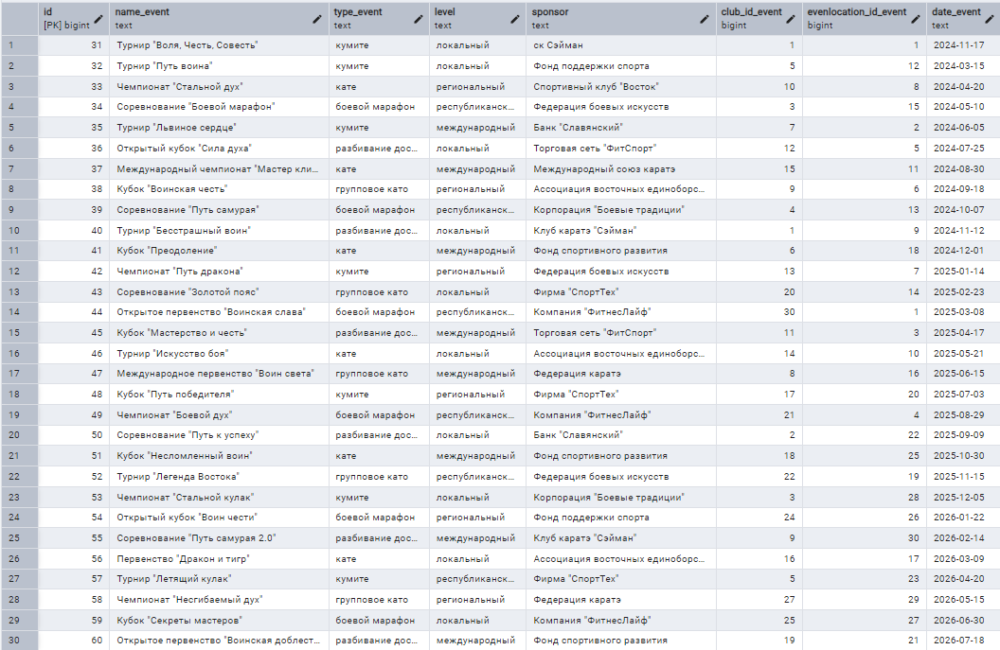 id name_event type_event level sponsor club_id_event evenlocation_id_event date_event
[PK] bigint text text text text bigint bigint text
1 31 Турнир "Воля, Честь, Совесть" кумите локальный ск Сэйман 1 1 2024-11-17
2 32 Турнир "Путь воина" кумите локальный Фонд поддержки спорта 5 12 2024-03-15
3 33 Чемпионат "Стальной дух" кате региональный Спортивный клуб "Восток" 10 8 2024-04-20
4 34 Соревнование "Боевой марафон" боевой марафон республиканск... Федерация боевых искусств 3 15 2024-05-10
5 35 Турнир "Львиное сердце" кумите международный Банк "Славянский" 7 2 2024-06-05
6 36 Открытый кубок "Сила духа" разбивание дос... локальный Торговая сеть "ФитСпорт" 12 5 2024-07-25
7 37 Международный чемпионат "Мастер кли... кате международный Международный союз каратэ 15 11 2024-08-30
8 38 Кубок "Воинская честь" групповое като региональный Ассоциация восточных единоборс... 9 6 2024-09-18
9 39 Соревнование "Путь самурая" боевой марафон республиканск... Корпорация "Боевые традиции" 4 13 2024-10-07
10 40 Турнир "Бесстрашный воин" разбивание дос... локальный Клуб каратэ "Сэйман" 1 9 2024-11-12
11 41 Кубок "Преодоление" кате международный Фонд спортивного развития 6 18 2024-12-01
12 42 Чемпионат "Путь дракона" кумите региональный Федерация боевых искусств 13 7 2025-01-14
13 43 Соревнование "Золотой пояс" групповое като локальный Фирма "СпортТех" 20 14 2025-02-23
14 44 Открытое первенство "Воинская слава" боевой марафон республиканск... Компания "ФитнесЛайф" 30 1 2025-03-08
15 45 Кубок "Мастерство и честь" разбивание дос... международный Торговая сеть "ФитСпорт" 11 3 2025-04-17
16 46 Турнир "Искусство боя" кате локальный Ассоциация восточных единоборс... 14 10 2025-05-21
17 47 Международное первенство "Воин света" групповое като международный Федерация каратэ 8 16 2025-06-15
18 48 Кубок "Путь победителя" кумите региональный Фирма "СпортТех" 17 20 2025-07-03
19 49 Чемпионат "Боевой дух" боевой марафон республиканск... Компания "ФитнесЛайф" 21 4 2025-08-29
20 50 Соревнование "Путь к успеху" разбивание дос... локальный Банк "Славянский" 2 22 2025-09-09
21 51 Кубок "Несломленный воин" кате международный Фонд спортивного развития 18 25 2025-10-30
22 52 Турнир "Легенда Востока" групповое като республиканск... Федерация боевых искусств 22 19 2025-11-15
23 53 Чемпионат "Стальной кулак" кумите локальный Корпорация "Боевые традиции" 3 28 2025-12-05
24 54 Открытый кубок "Воин чести" боевой марафон региональный Фонд поддержки спорта 24 26 2026-01-22
25 55 Соревнование "Путь самурая 2.0" разбивание дос... международный Клуб каратэ "Сэйман" 9 30 2026-02-14
26 56 Первенство "Дракон и тигр" кате локальный Ассоциация восточных единоборс... 16 17 2026-03-09
27 57 Турнир "Летящий кулак" кумите республиканск... Фирма "СпортТех" 5 23 2026-04-20
28 58 Чемпионат "Несгибаемый дух" групповое като региональный Федерация каратэ 27 29 2026-05-15
29 59 Кубок "Секреты мастеров" боевой марафон локальный Компания "ФитнесЛайф" 25 27 2026-06-30
30 60 Открытое первенство "Воинская доблест... разбивание дос... международный Фонд спортивного развития 19 21 2026-07-18